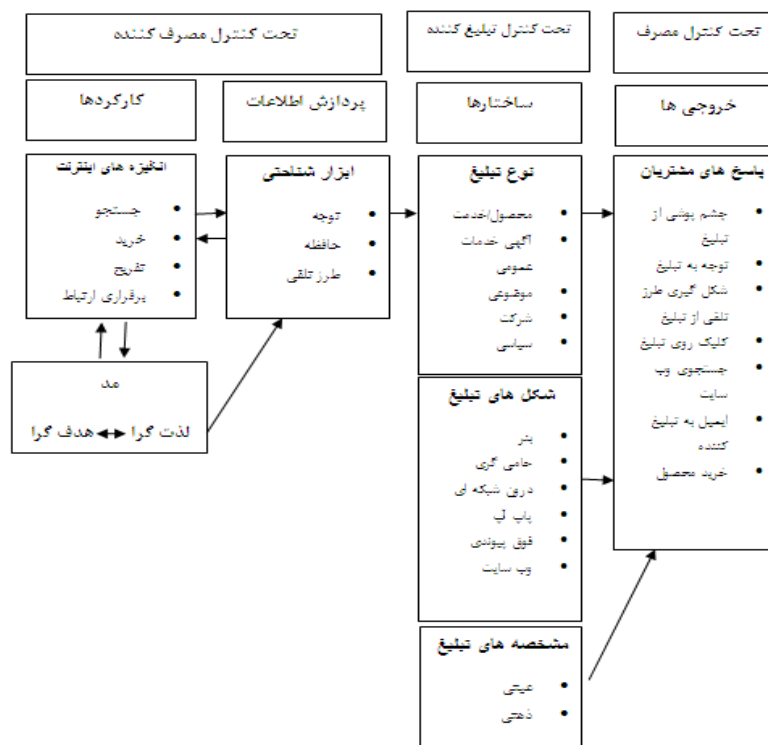 تحت کنترل مصرف کننده
تحت کنترل تبلیغ کننده
تحت کنترل مصرف
کارکردها
پردازش اطلاعات
ساختارها
خروجی ها
انگیزه های اینترنت
جستجو
خرید
تفریح
برقراری ارتباط
مد
لذت گرا
هدف گرا
ابزار شناختی
توجه
حافظه
طرز تلقی
نوع تبلیغ
محصول/خدمت
آگهی خدمات
عمومی
موضوعی
شرکت
سیاسی
شکل های تبلیغ
بنر
حامی گری
درون شبکه ای
پاپ آپ
فوق پیوندی
وب سایت
مشخصه های تبلیغ
عینی
ذهنی
پاسخ های مشتریان
چشم پوشی از
تبلیغ
توجه به تبلیغ
شکل گیری طرز
تلقی از تبلیغ
کلیک روی تبلیغ
جستجوی وب
سایت
ایمیل به تبلیغ
کننده
خرید محصول